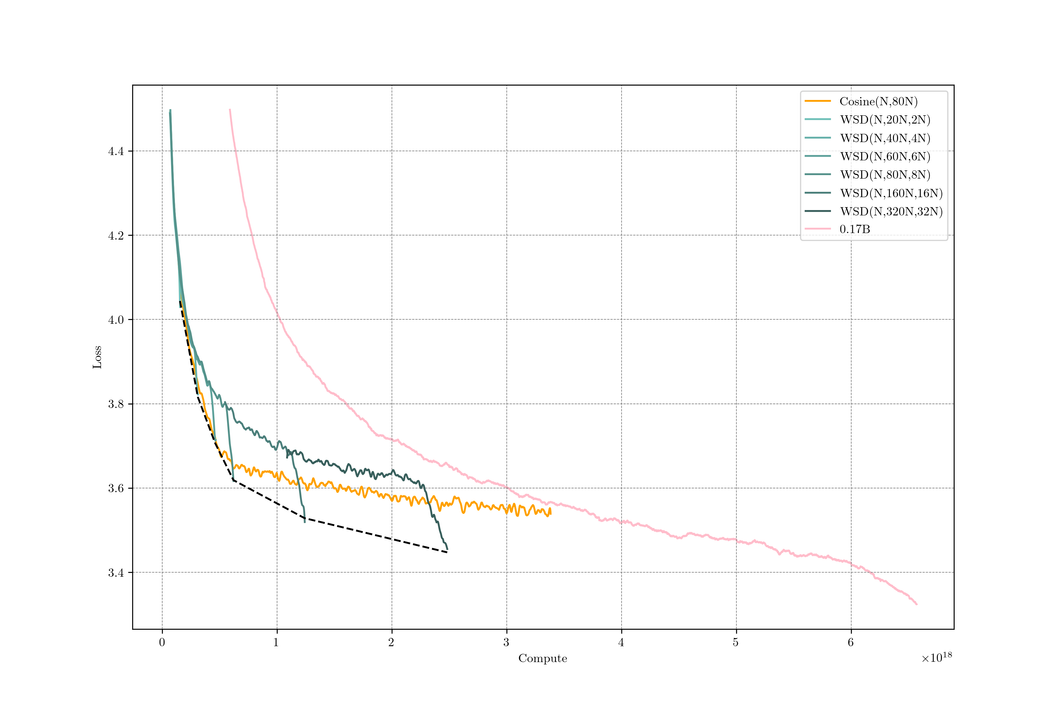 Cosine(N,80N)
WSD(N,20N,2N)
WSD(N,40N,4N)
WSD(N,60N,6N)
WSD(N,80N,8N)
WSD(N,160N,16N)
WSD(N,320N,32N)
0.17B
4.4
4.2
4.0
3.8
3.6
3.4
Loss
0 1 2 3 4 5 6
Compute
×10¹⁸